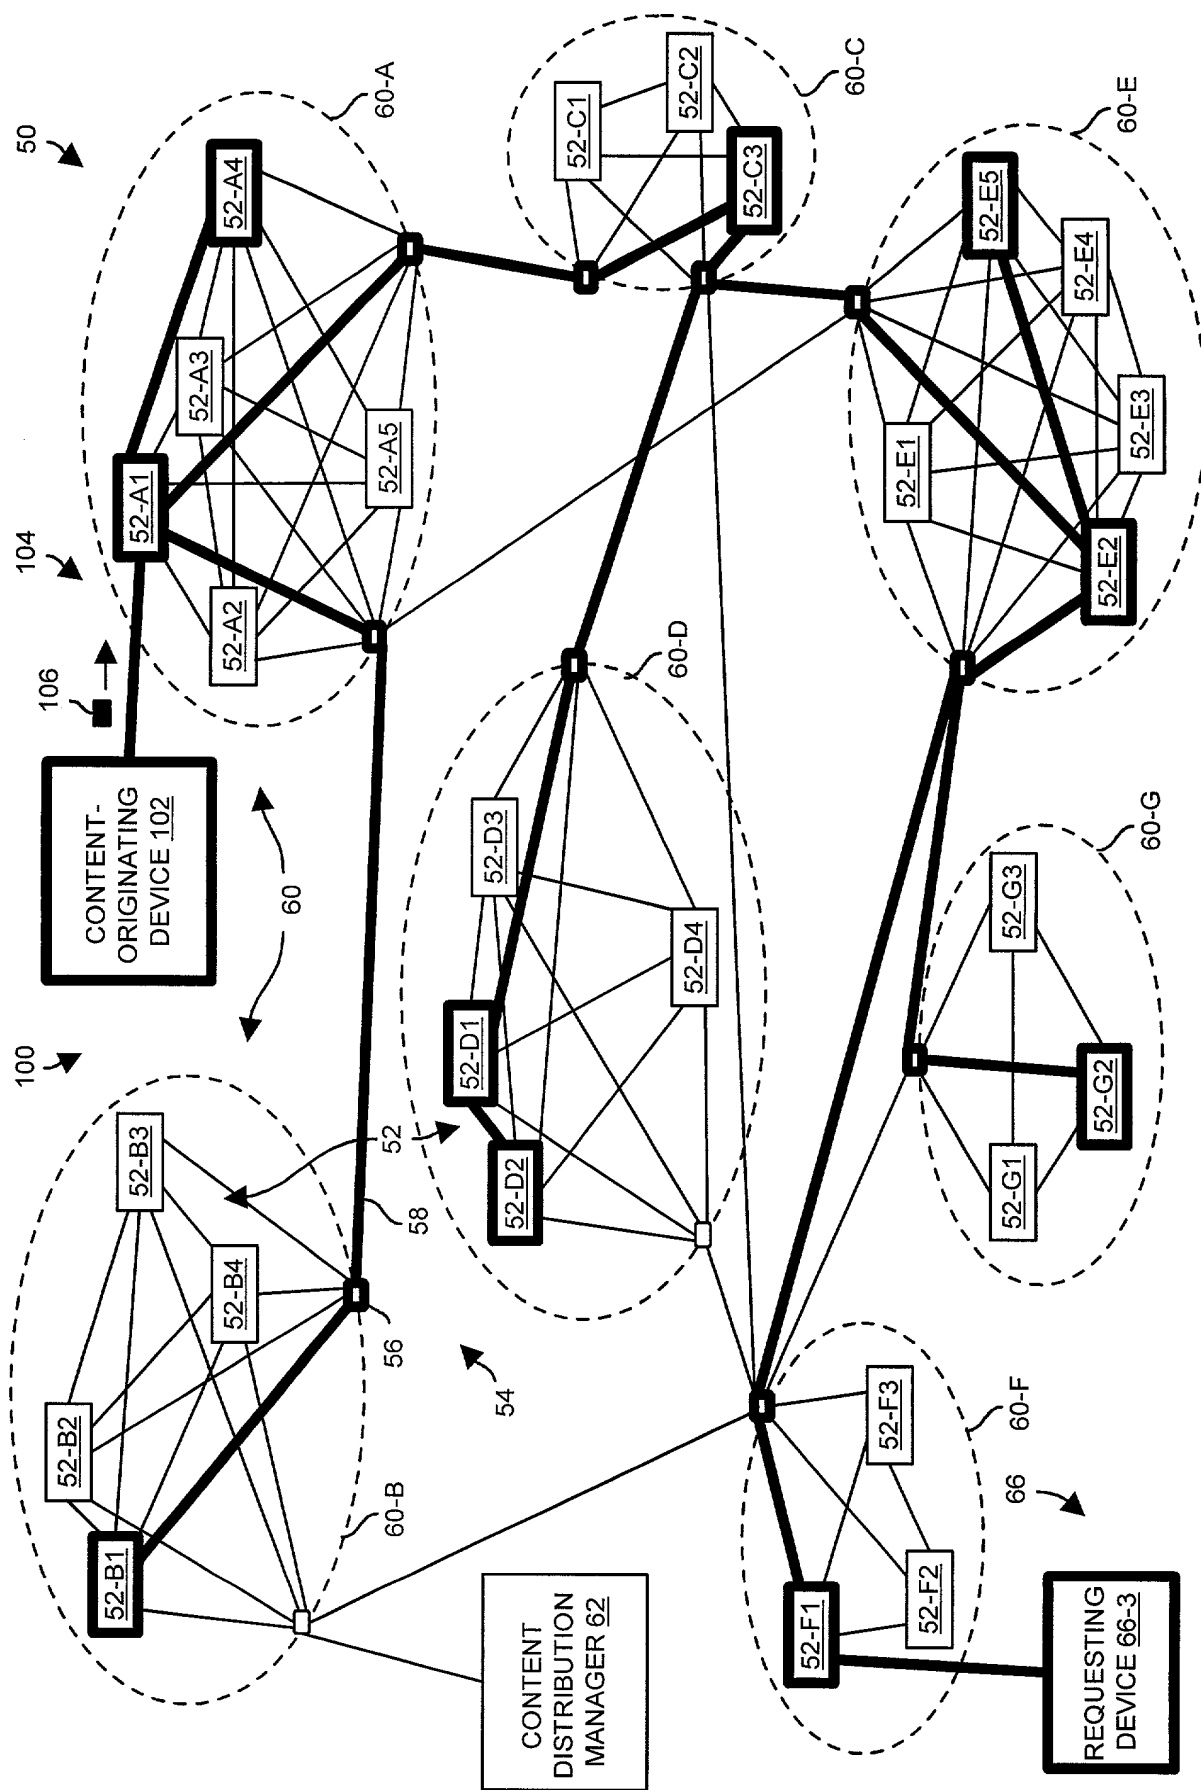 100
104
50
CONTENT-
ORIGINATING
DEVICE 102
106
60
52-B2
52-B3
52-B1
52-B4
60-B
56
58
52
54
52-A1
52-A4
52-A3
52-A2
52-A5
60-A
52-C1
52-C2
52-C3
60-C
52-D1
52-D3
52-D2
52-D4
60-D
CONTENT
DISTRIBUTION
MANAGER 62
52-F1
52-F3
52-F2
60-F
66
REQUESTING
DEVICE 66-3
52-G1
52-G3
52-G2
60-G
52-E1
52-E5
52-E4
52-E3
52-E2
60-E